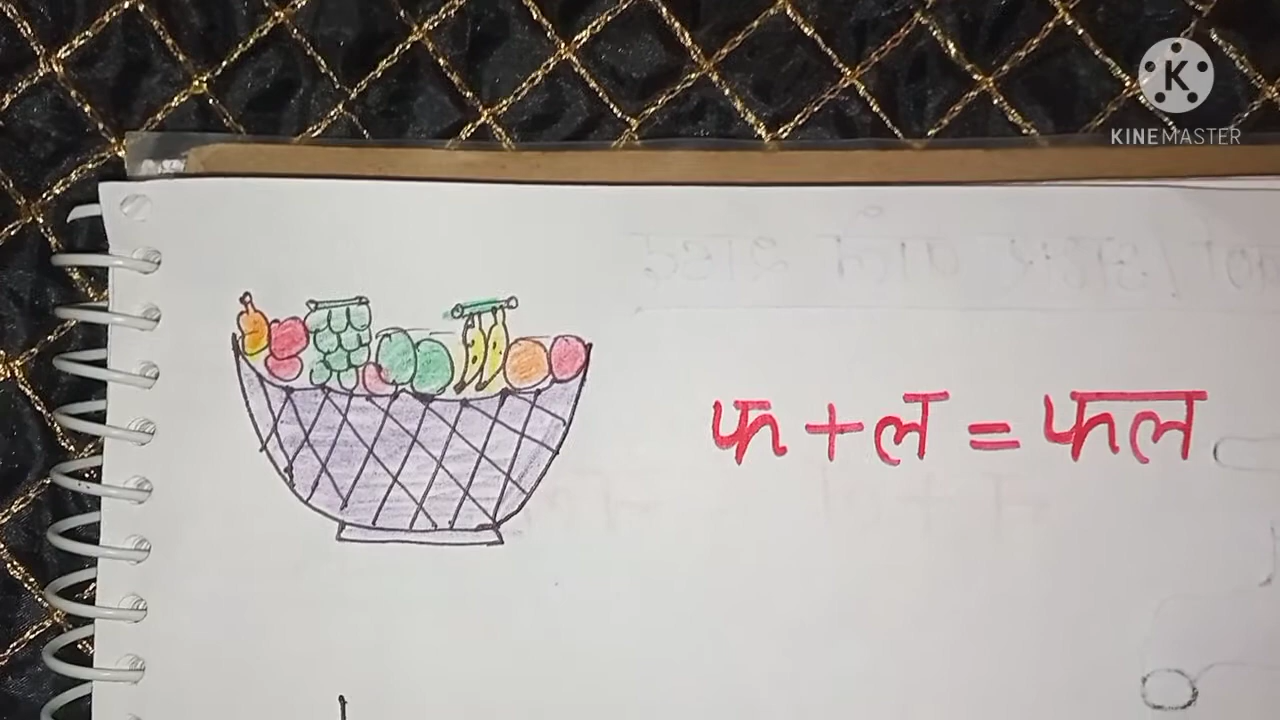 KINEMASTER
फ + ल = फल